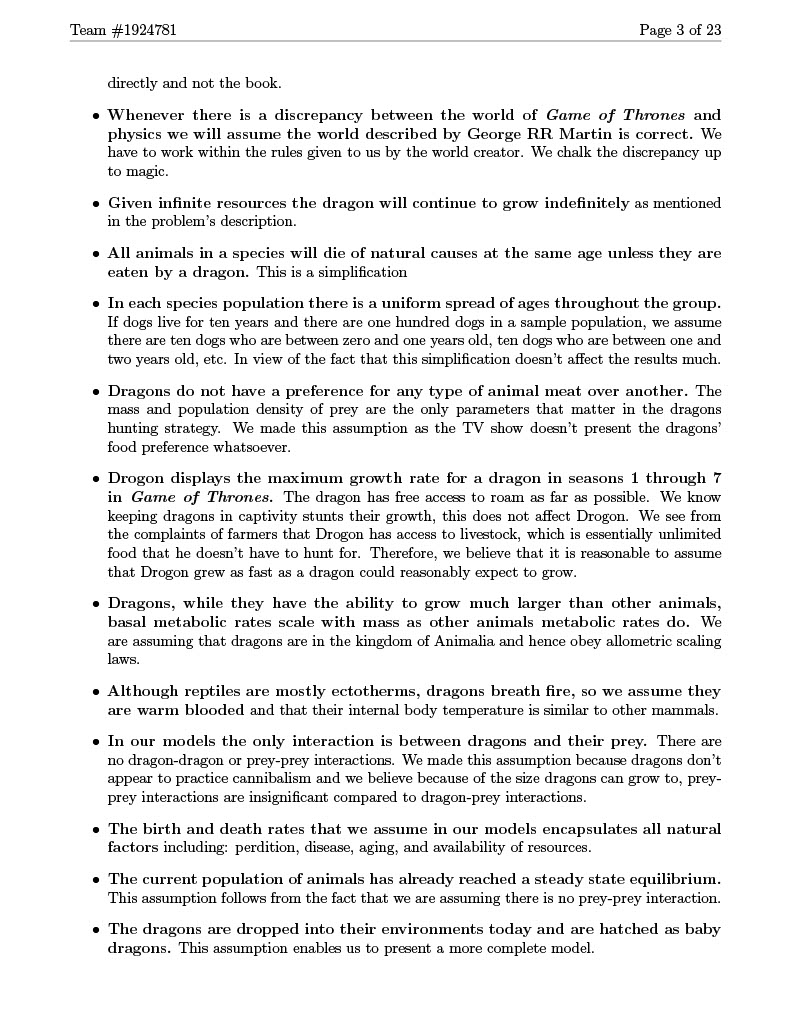 Team #1924781 Page 3 of 23
directly and not the book.
• Whenever there is a discrepancy between the world of Game of Thrones and
physics we will assume the world described by George RR Martin is correct. We
have to work within the rules given to us by the world creator. We chalk the discrepancy up
to magic.
• Given infinite resources the dragon will continue to grow indefinitely as mentioned
in the problem's description.
• All animals in a species will die of natural causes at the same age unless they are
eaten by a dragon. This is a simplification
• In each species population there is a uniform spread of ages throughout the group.
If dogs live for ten years and there are one hundred dogs in a sample population, we assume
there are ten dogs who are between zero and one years old, ten dogs who are between one and
two years old, etc. In view of the fact that this simplification doesn't affect the results much.
• Dragons do not have a preference for any type of animal meat over another. The
mass and population density of prey are the only parameters that matter in the dragons
hunting strategy. We made this assumption as the TV show doesn't present the dragons'
food preference whatsoever.
• Drogon displays the maximum growth rate for a dragon in seasons 1 through 7
in Game of Thrones. The dragon has free access to roam as far as possible. We know
keeping dragons in captivity stunts their growth, this does not affect Drogon. We see from
the complaints of farmers that Drogon has access to livestock, which is essentially unlimited
food that he doesn't have to hunt for. Therefore, we believe that it is reasonable to assume
that Drogon grew as fast as a dragon could reasonably expect to grow.
• Dragons, while they have the ability to grow much larger than other animals,
basal metabolic rates scale with mass as other animals metabolic rates do. We
are assuming that dragons are in the kingdom of Animalia and hence obey allometric scaling
laws.
• Although reptiles are mostly ectotherms, dragons breath fire, so we assume they
are warm blooded and that their internal body temperature is similar to other mammals.
• In our models the only interaction is between dragons and their prey. There are
no dragon-dragon or prey-prey interactions. We made this assumption because dragons don't
appear to practice cannibalism and we believe because of the size dragons can grow to, prey-
prey interactions are insignificant compared to dragon-prey interactions.
• The birth and death rates that we assume in our models encapsulates all natural
factors including: perdition, disease, aging, and availability of resources.
• The current population of animals has already reached a steady state equilibrium.
This assumption follows from the fact that we are assuming there is no prey-prey interaction.
• The dragons are dropped into their environments today and are hatched as baby
dragons. This assumption enables us to present a more complete model.